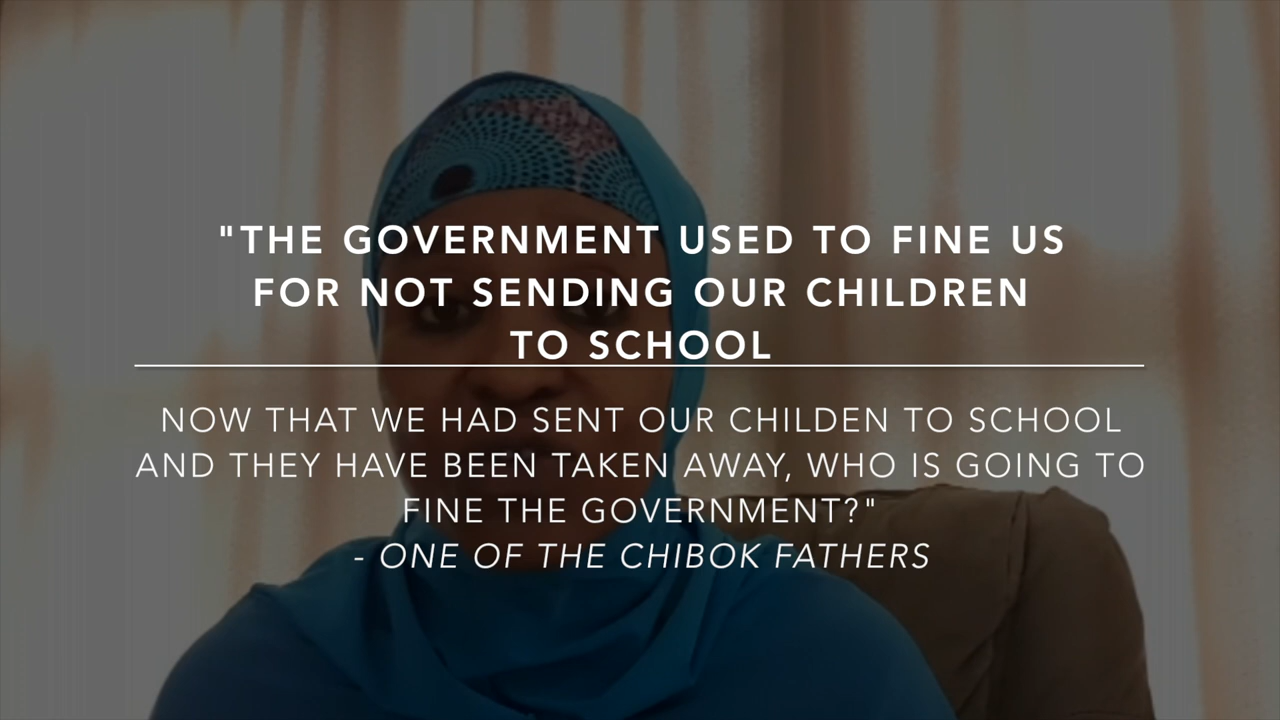 "THE GOVERNMENT USED TO FINE US
FOR NOT SENDING OUR CHILDREN
TO SCHOOL
NOW THAT WE HAD SENT OUR CHILDEN TO SCHOOL
AND THEY HAVE BEEN TAKEN AWAY, WHO IS GOING TO
FINE THE GOVERNMENT?"
- ONE OF THE CHIBOK FATHERS